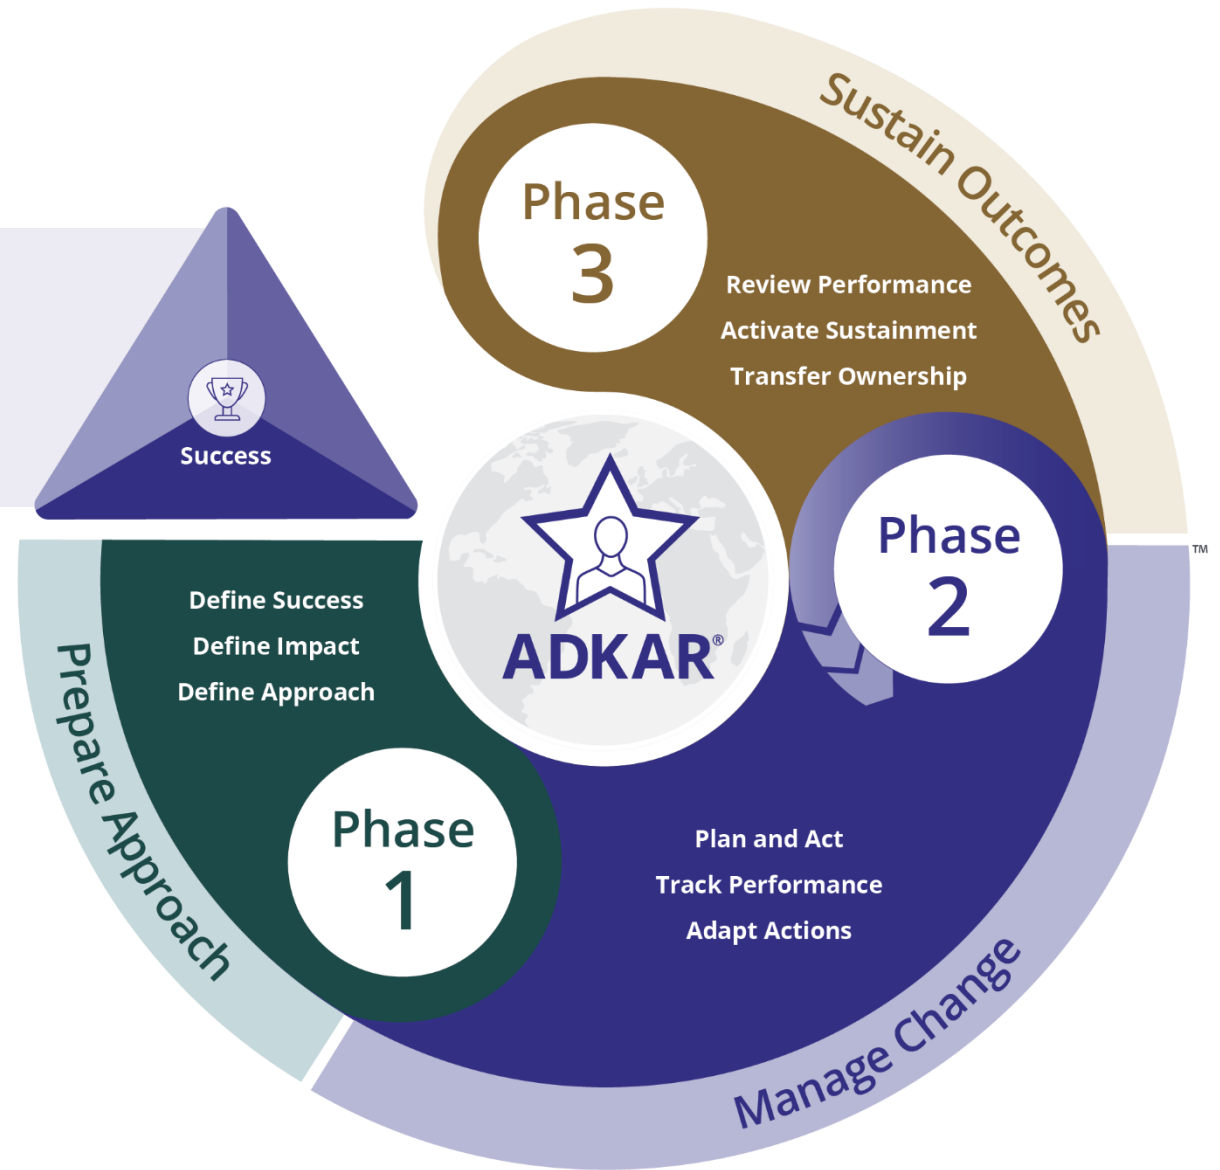 Sustain Outcomes
Phase
3
Review Performance
Activate Sustainment
Transfer Ownership
Success
Phase
2
TM
ADKAR®
Define Success
Define Impact
Define Approach
Prepare Approach
Phase
1
Plan and Act
Track Performance
Adapt Actions
Manage Change